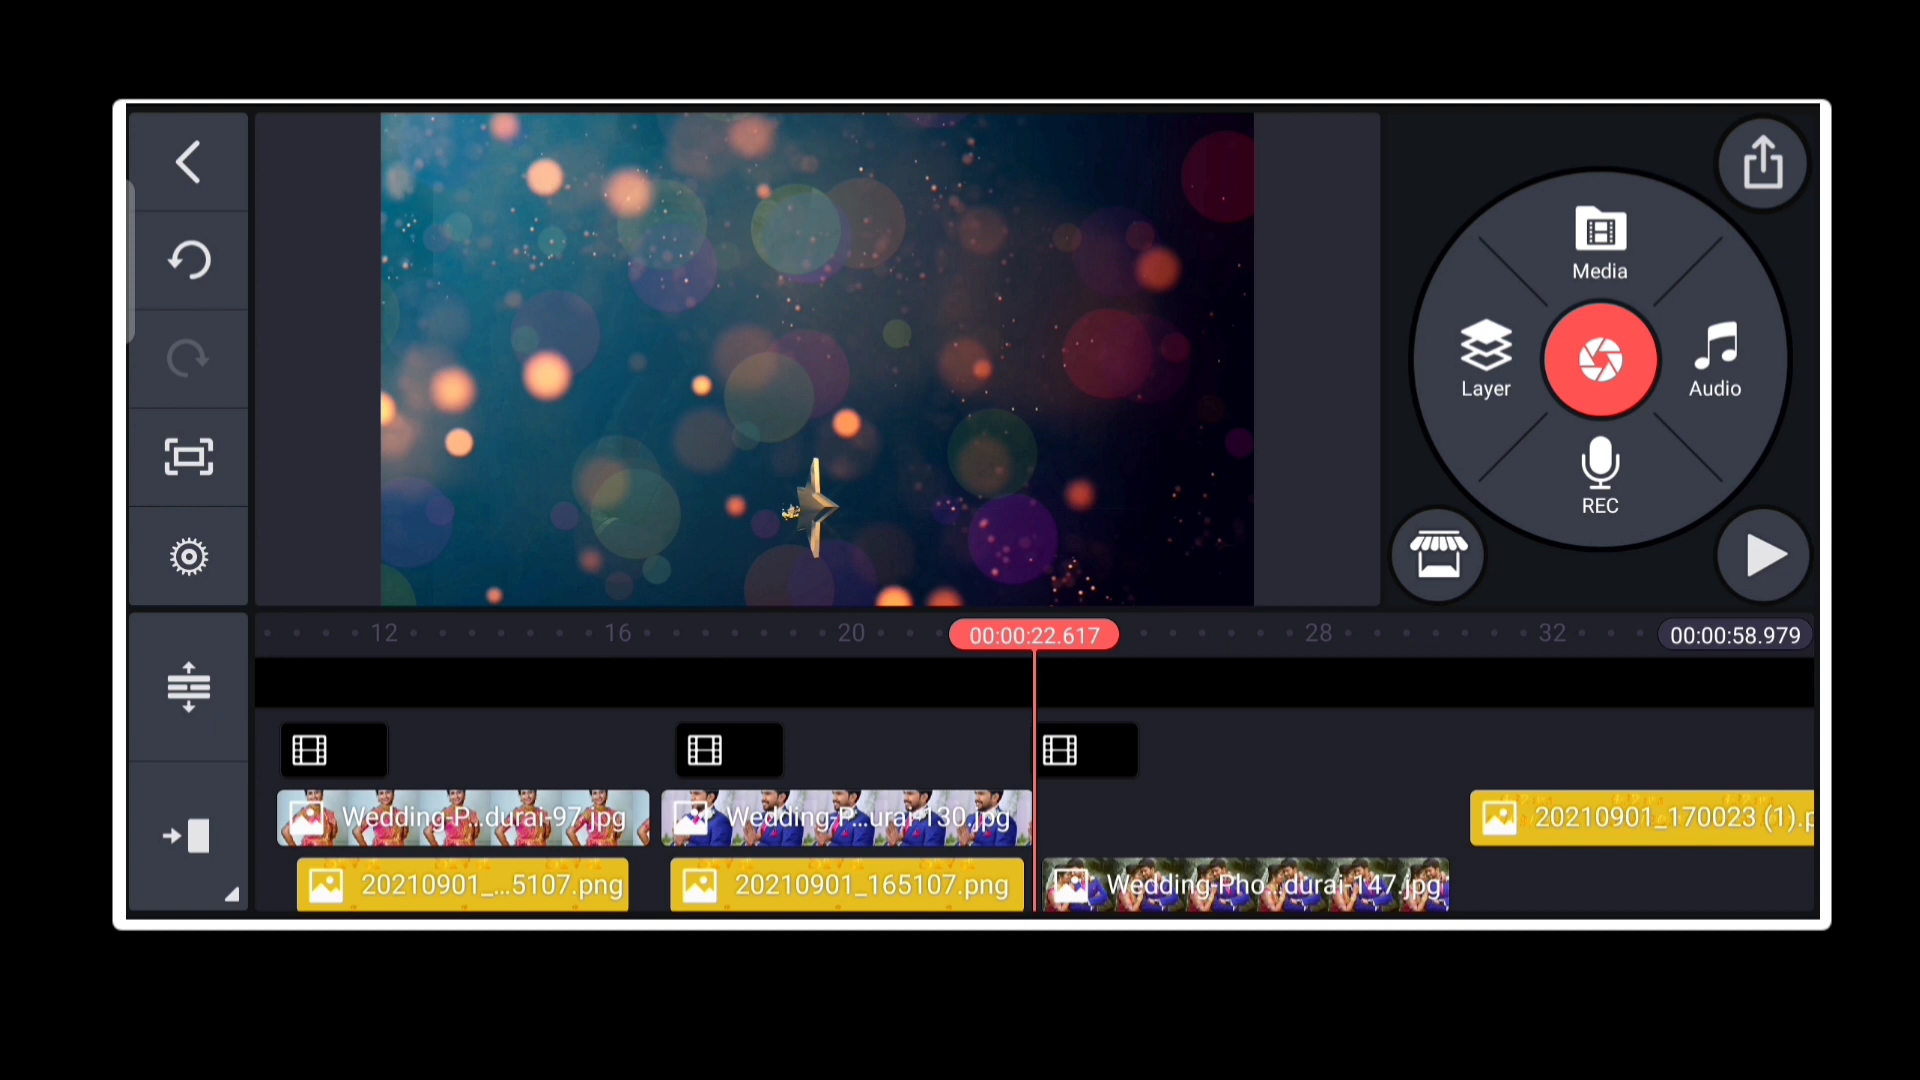 Media
Layer
Audio
REC
12
16
20
00:00:22.617
28
32
00:00:58.979
Wedding-P...durai-97.jpg
Wedding-P...urai-130.jpg
20210901_170023 (1).p
20210901_...5107.png
20210901_165107.png
Wedding-Pho...durai-147.jpg